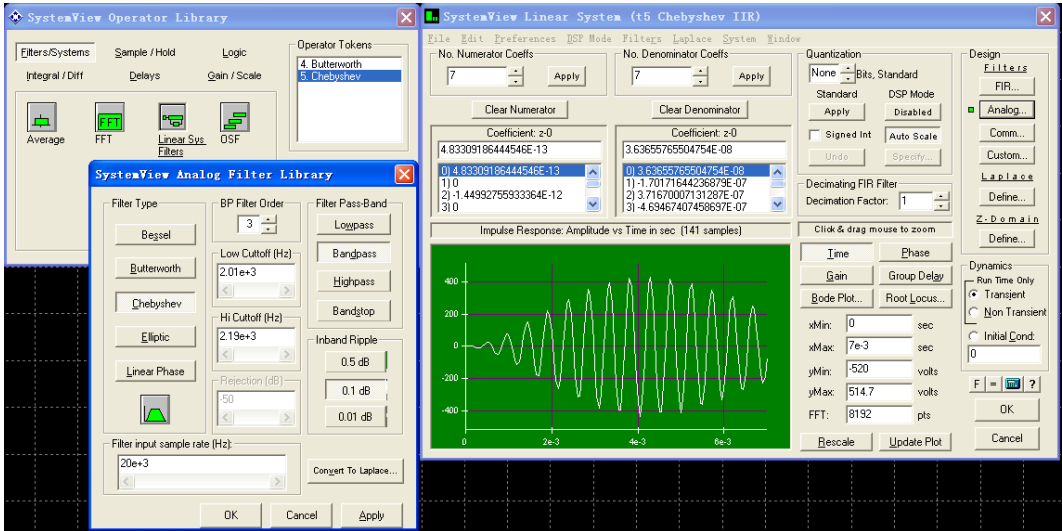 SystemView Operator Library
Filters/Systems
Sample / Hold
Logic
Integral / Diff
Delays
Gain / Scale
Operator Tokens
4. Butterworth
5. Chebyshev
Average
FFT
FFT
Linear Sys
Filters
OSF
SystemView Analog Filter Library
Filter Type
Bessel
Butterworth
Chebyshev
Elliptic
Linear Phase
BP Filter Order
3
Low Cuttoff (Hz)
2.01e+3
Hi Cuttoff (Hz)
2.19e+3
Rejection (dB)
-50
Filter Pass-Band
Lowpass
Bandpass
Highpass
Bandstop
Inband Ripple
0.5 dB
0.1 dB
0.01 dB
Filter input sample rate (Hz):
20e+3
Convert To Laplace...
OK
Cancel
Apply
SystemView Linear System (t5 Chebyshev IIR)
File Edit Preferences DSP Mode Filters Laplace System Window
No. Numerator Coeffs
7
Apply
No. Denominator Coeffs
7
Apply
Clear Numerator
Clear Denominator
Coefficient: z-0
4.83309186444546E-13
0) 4.83309186444546E-13
1) 0
2) -1.44992755933364E-12
3) 0
Coefficient: z-0
3.63655765504754E-08
0) 3.63655765504754E-08
1) -1.70171644236879E-07
2) 3.71670007131287E-07
3) -4.69467407458697E-07
Impulse Response: Amplitude vs Time in sec (141 samples)
400
200
0
-200
-400
0
2e-3
4e-3
6e-3
Quantization
None
Bits, Standard
Standard
DSP Mode
Apply
Disabled
Signed Int
Auto Scale
Undo
Specify...
Decimating FIR Filter
Decimation Factor:
1
Click & drag mouse to zoom
Time
Phase
Gain
Group Delay
Bode Plot...
Root Locus...
xMin: 0 sec
xMax: 7e-3 sec
yMin: -520 volts
yMax: 514.7 volts
FFT: 8192 pts
Rescale
Update Plot
Design
Filters
FIR...
Analog...
Comm...
Custom...
Laplace
Define...
Z-Domain
Define...
Dynamics
Run Time Only
Transient
Non Transient
Initial Cond:
0
F = ?
OK
Cancel